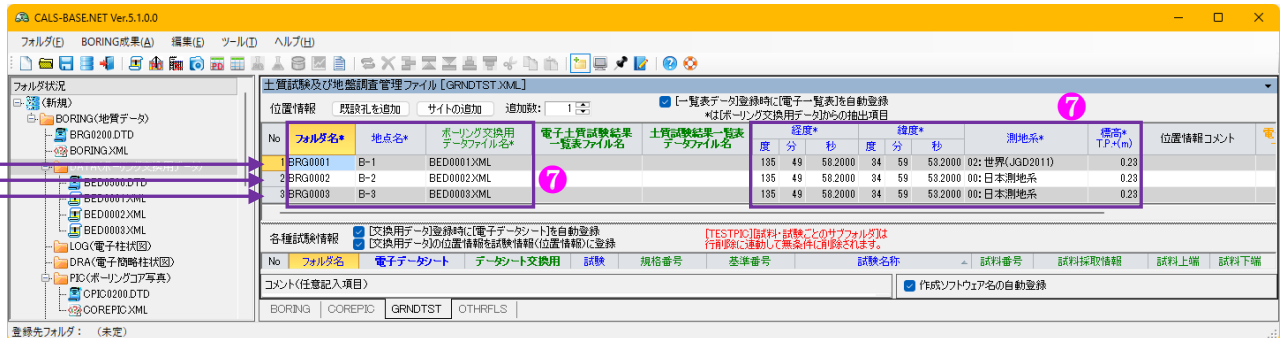 CALS-BASE.NET Ver.5.1.0.0
フォルダ(F) BORING成果(A) 編集(E) ツール(T) ヘルプ(H)
フォルダ状況
(新規)
BORING(地質データ)
BRG0200.DTD
BORING.XML
DATA(ボーリング交換用データ)
BED0500.DTD
BED0001.XML
BED0002.XML
BED0003.XML
LOG(電子柱状図)
DRA(電子簡略柱状図)
PIC(ボーリングコア写真)
CPIC0200.DTD
COREPIC.XML
土質試験及び地盤調査管理ファイル [GRNDTST.XML]
位置情報 既設孔を追加 サイトの追加 追加数: 1
[一覧表データ]登録時に[電子一覧表]を自動登録
*は[ボーリング交換用データ]からの抽出項目
7
No フォルダ名* 地点名* ボーリング交換用データファイル名* 電子土質試験結果一覧表ファイル名 土質試験結果一覧表データファイル名 経度* 緯度* 測地系* 標高* T.P.+(m) 位置情報コメント 電
度 分 秒 度 分 秒
1 BRG0001 B-1 BED0001.XML 135 49 58.2000 34 59 53.2000 02: 世界(JGD2011) 0.23
2 BRG0002 B-2 BED0002.XML 135 49 58.2000 34 59 53.2000 00: 日本測地系 0.23
3 BRG0003 B-3 BED0003.XML 135 49 58.2000 34 59 53.2000 00: 日本測地系 0.23
7
各種試験情報
[交換用データ]登録時に[電子データシート]を自動登録
[交換用データ]の位置情報を試験情報(位置情報)に登録
[TESTPIC][試料・試験ごとのサブフォルダ]は
行削除に連動して無条件に削除されます。
No フォルダ名 電子データシート データシート交換用 試験 規格番号 基準番号 試験名称 試料番号 試料採取情報 試料上端 試料下端
コメント(任意記入項目)
作成ソフトウェア名の自動登録
BORING COREPIC GRNDTST OTHRFLS
登録先フォルダ: (未定)